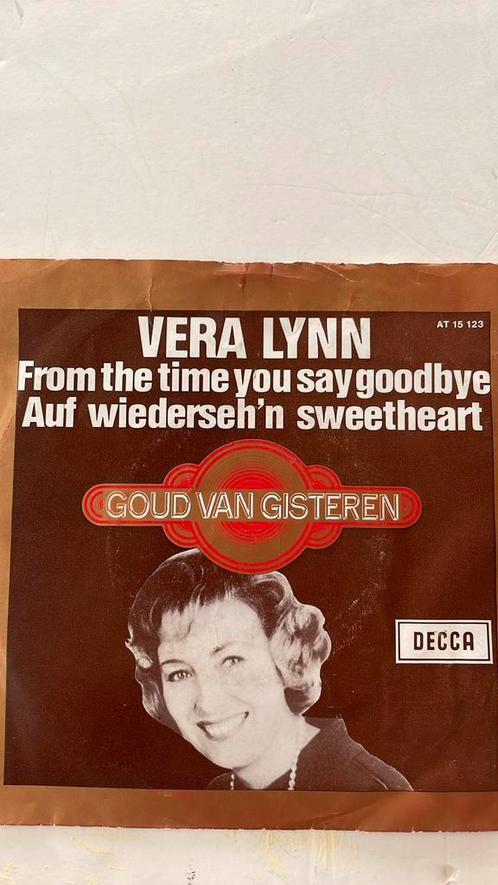 VERA LYNN
AT 15 123
From the time you say goodbye
Auf wiederseh'n sweetheart
GOUD VAN GISTEREN
DECCA